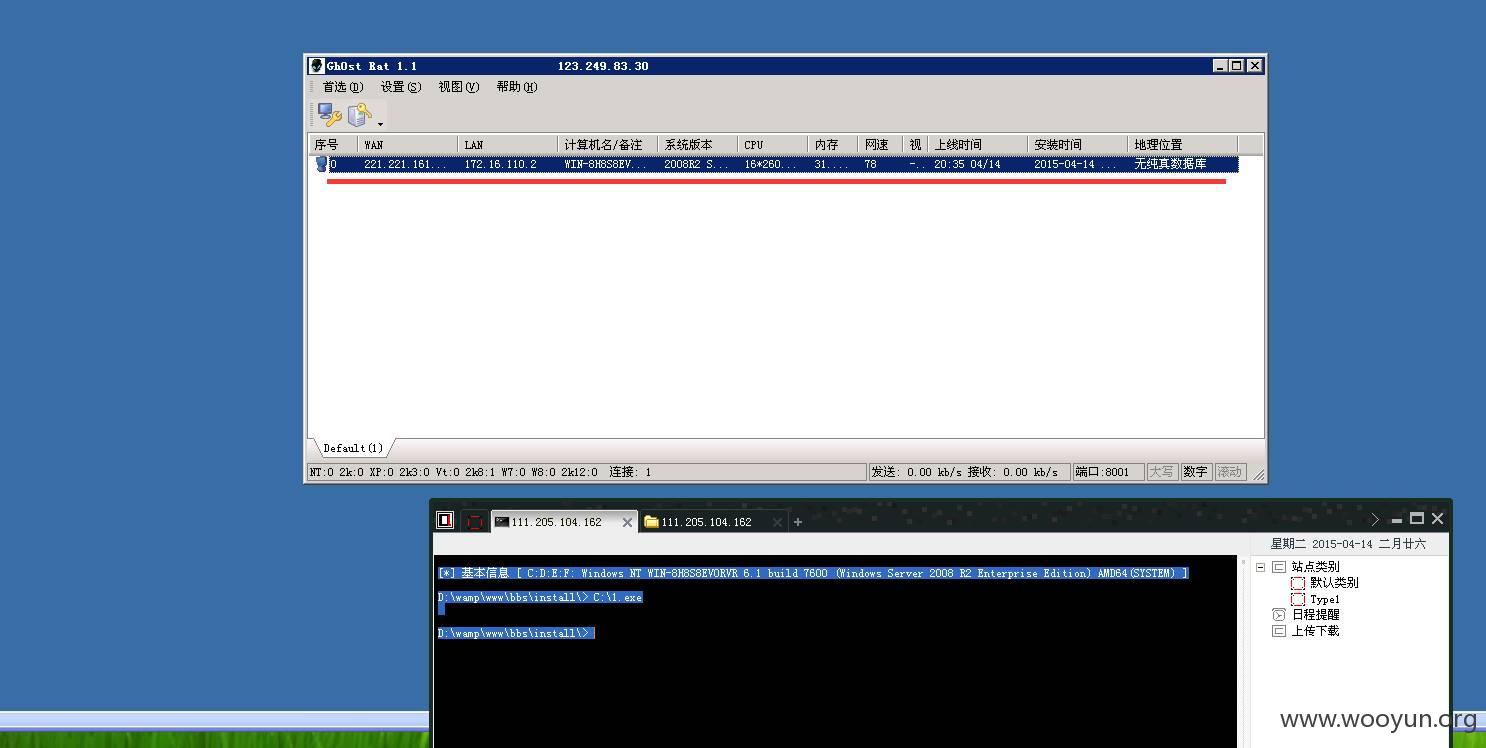 Gh0st Rat 1.1 123.249.83.30
首选(D) 设置(S) 视图(V) 帮助(H)
序号 WAN LAN 计算机名/备注 系统版本 CPU 内存 网速 视 上线时间 安装时间 地理位置
0 221.221.161... 172.16.110.2 WIN-8H8S8EV... 2008R2 S... 16*260... 31.... 78 -.. 20:35 04/14 2015-04-14 ... 无纯真数据库
Default(1)
NT:0 2k:0 XP:0 2k3:0 Vt:0 2k8:1 W7:0 W8:0 2k12:0 连接: 1 发送: 0.00 kb/s 接收: 0.00 kb/s 端口:8001 大写 数字 滚动
111.205.104.162 111.205.104.162
星期二 2015-04-14 二月廿六
[*] 基本信息 [ C:D:E:F: Windows NT WIN-8H8S8EVORVR 6.1 build 7600 (Windows Server 2008 R2 Enterprise Edition) AMD64(SYSTEM) ]
D:\wamp\www\bbs\install\> C:\1.exe
D:\wamp\www\bbs\install\>
站点类别
默认类别
Type1
日程提醒
上传下载
www.wooyun.org